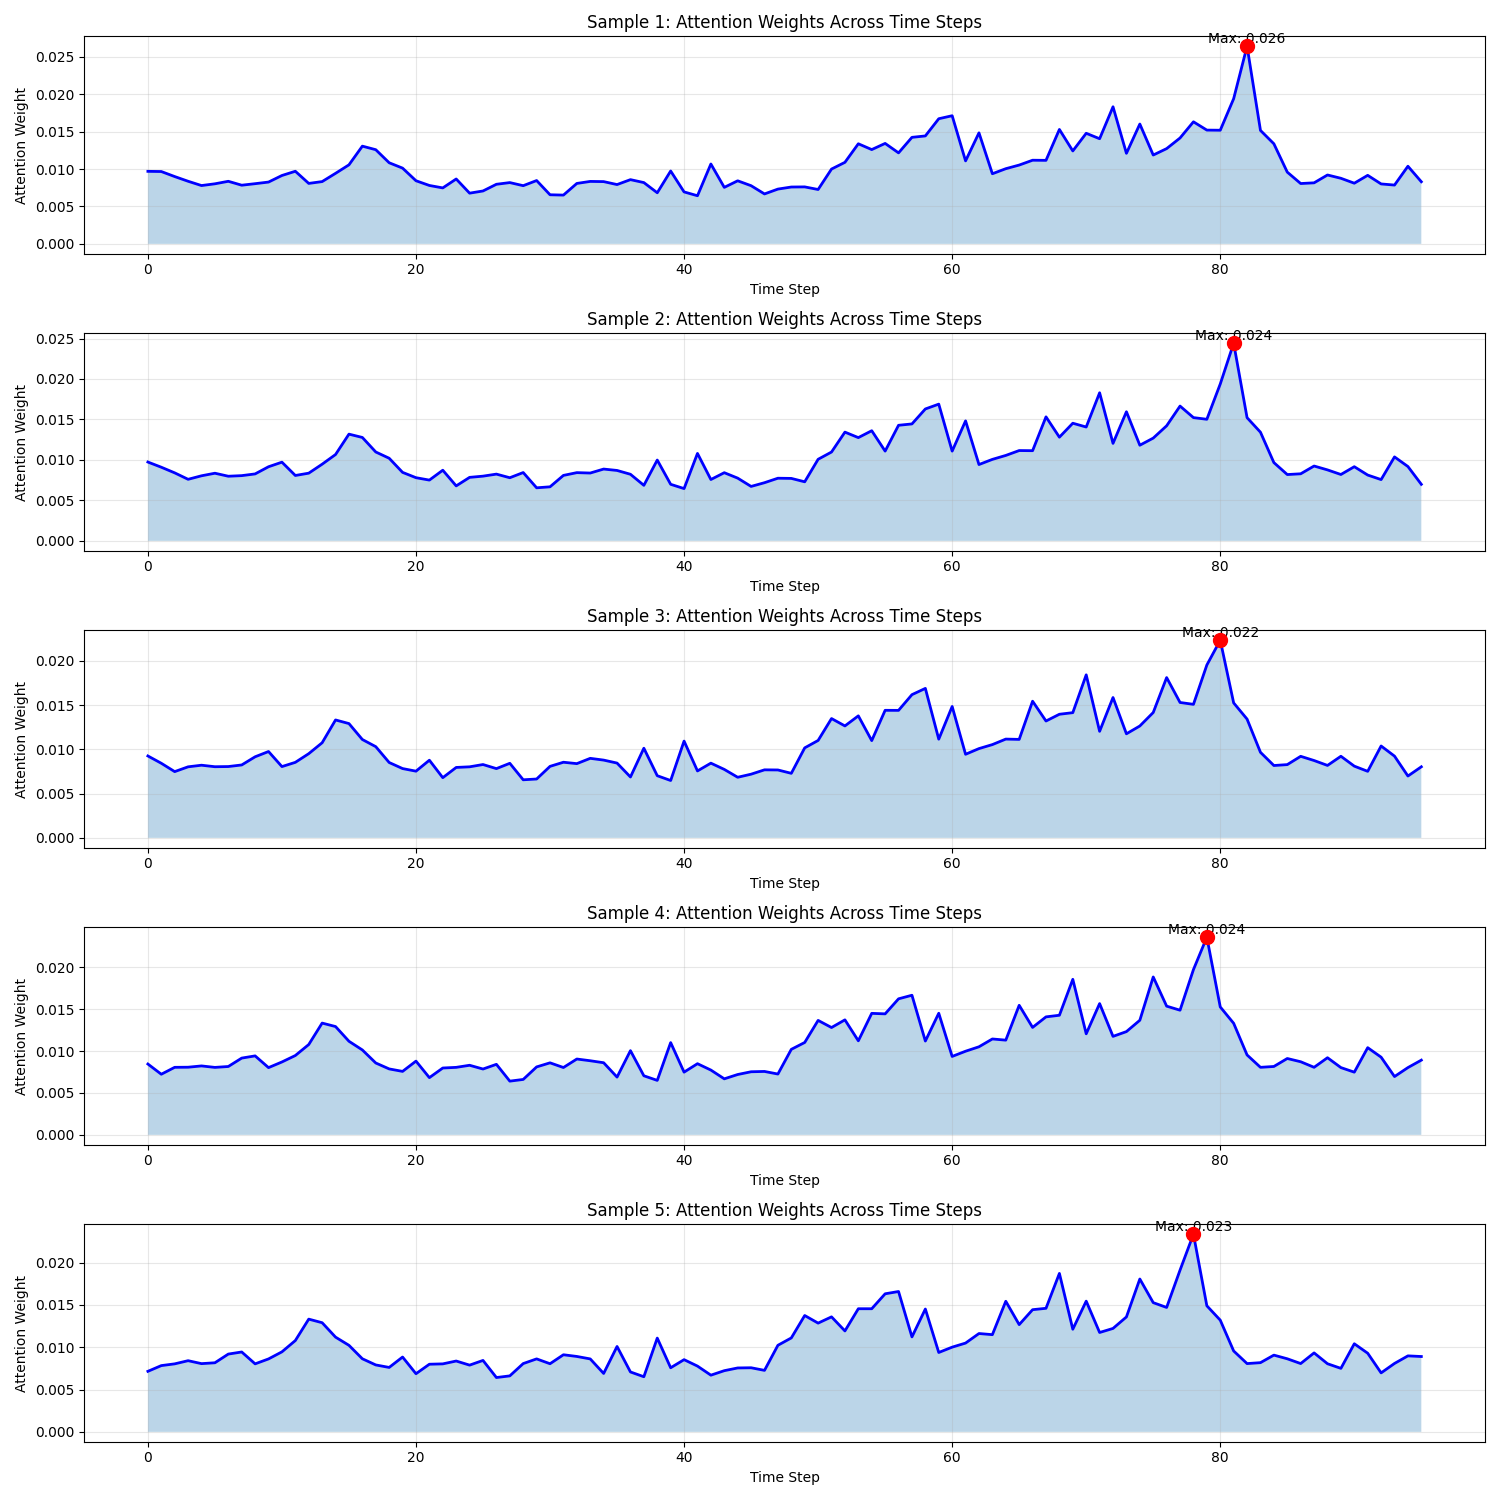 Sample 1: Attention Weights Across Time Steps
Max: 0.026
Attention Weight
0.025
0.020
0.015
0.010
0.005
0.000
0 20 40 60 80
Time Step
Sample 2: Attention Weights Across Time Steps
Max: 0.024
Attention Weight
0.025
0.020
0.015
0.010
0.005
0.000
0 20 40 60 80
Time Step
Sample 3: Attention Weights Across Time Steps
Max: 0.022
Attention Weight
0.020
0.015
0.010
0.005
0.000
0 20 40 60 80
Time Step
Sample 4: Attention Weights Across Time Steps
Max: 0.024
Attention Weight
0.020
0.015
0.010
0.005
0.000
0 20 40 60 80
Time Step
Sample 5: Attention Weights Across Time Steps
Max: 0.023
Attention Weight
0.020
0.015
0.010
0.005
0.000
0 20 40 60 80
Time Step